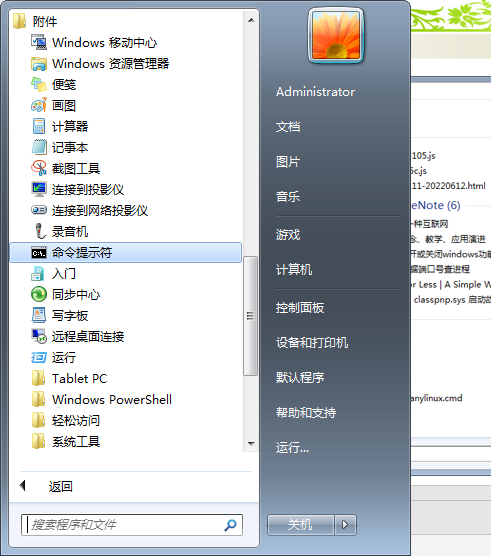 附件
Windows 移动中心
Windows 资源管理器
便笺
画图
计算器
记事本
截图工具
连接到投影仪
连接到网络投影仪
录音机
命令提示符
入门
同步中心
写字板
远程桌面连接
运行
Tablet PC
Windows PowerShell
轻松访问
系统工具
返回
搜索程序和文件
Administrator
文档
图片
音乐
游戏
计算机
控制面板
设备和打印机
默认程序
帮助和支持
运行...
关机
105.js
5c.js
11-20220612.html
eNote (6)
一种互联网
念、教学、应用演进
开或关闭windows功能
据端口号查进程
or Less | A Simple W
classpnp.sys 启动故
anylinux.cmd